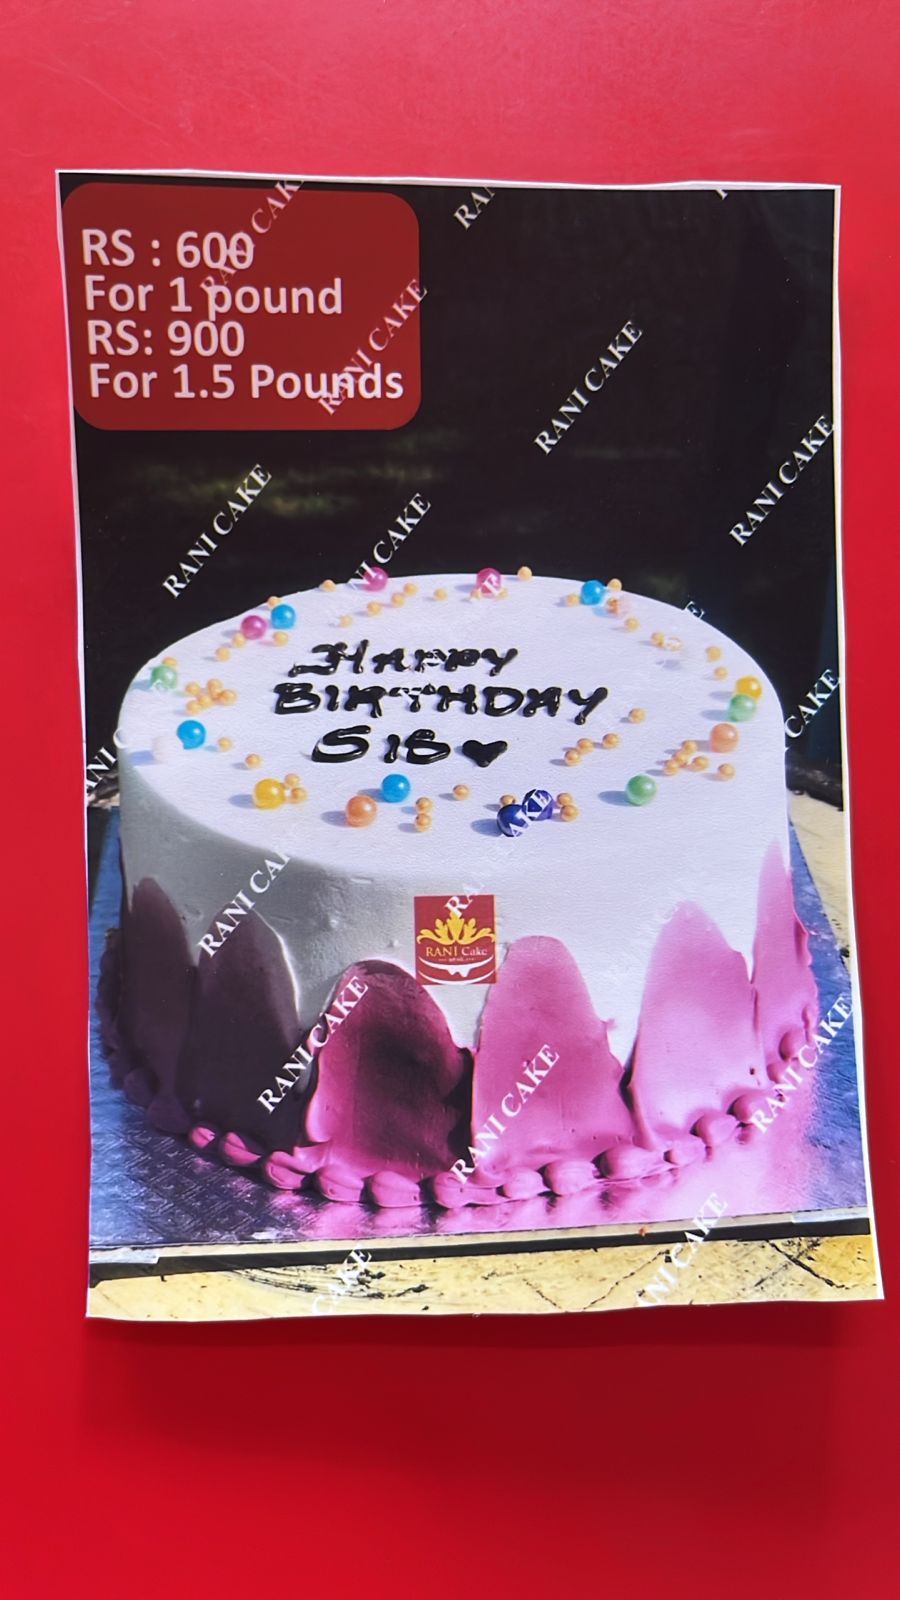 RS : 600
For 1 pound
RS: 900
For 1.5 Pounds
RANI CAKE
HAPPY
BIRTHDAY
SIS
RANI Cake